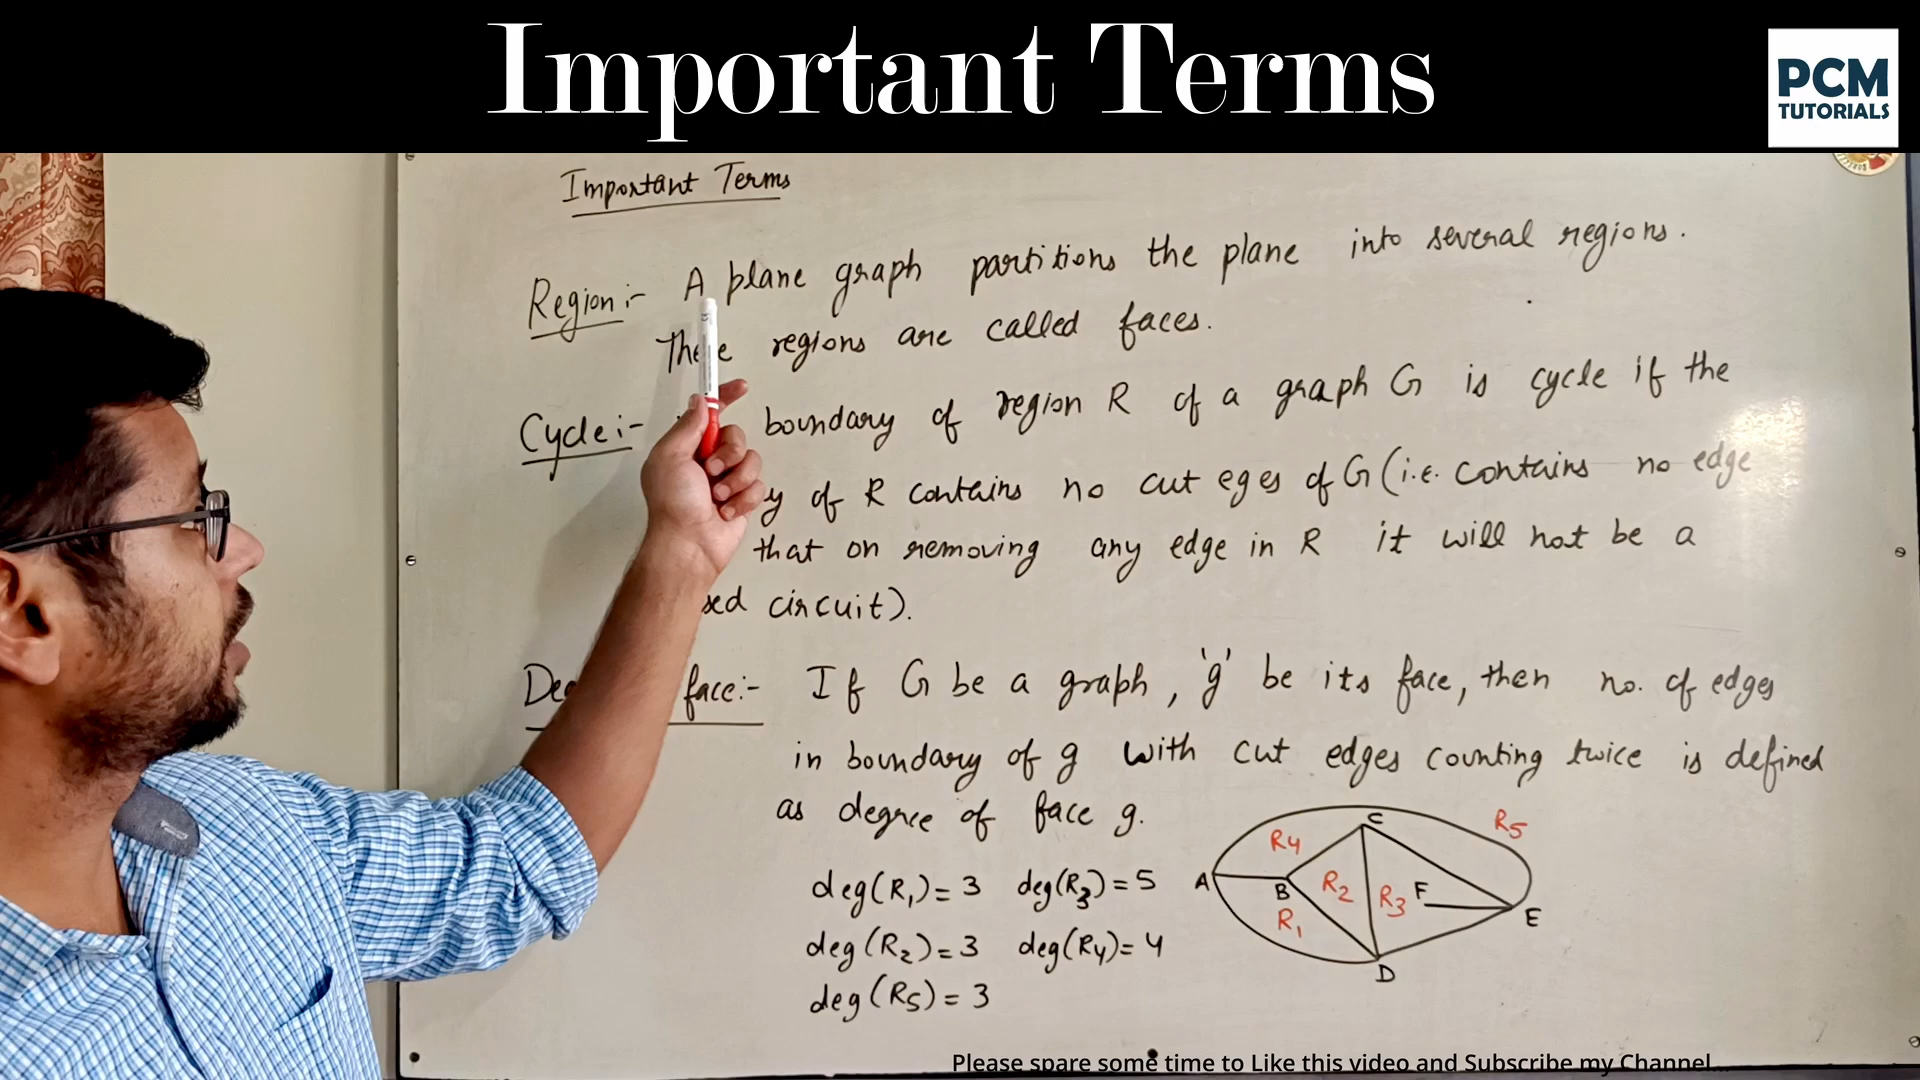 Important Terms
PCM
TUTORIALS
Important Terms
Region:- A plane graph partitions the plane into several regions.
These regions are called faces.
Cycle:- boundary of region R of a graph G is cycle if the
y of R contains no cut eges of G (i.e. contains no edge
that on removing any edge in R it will not be a
sed circuit).
Deg face:- If G be a graph, 'g' be its face, then no. of edges
in boundary of g with cut edges counting twice is defined
as degree of face g.
deg(R1) = 3 deg(R3) = 5
deg(R2) = 3 deg(R4) = 4
deg(R5) = 3
C
R5
R4
A
B
R2
R3
F
E
R1
D
Please spare some time to Like this video and Subscribe my Channel...